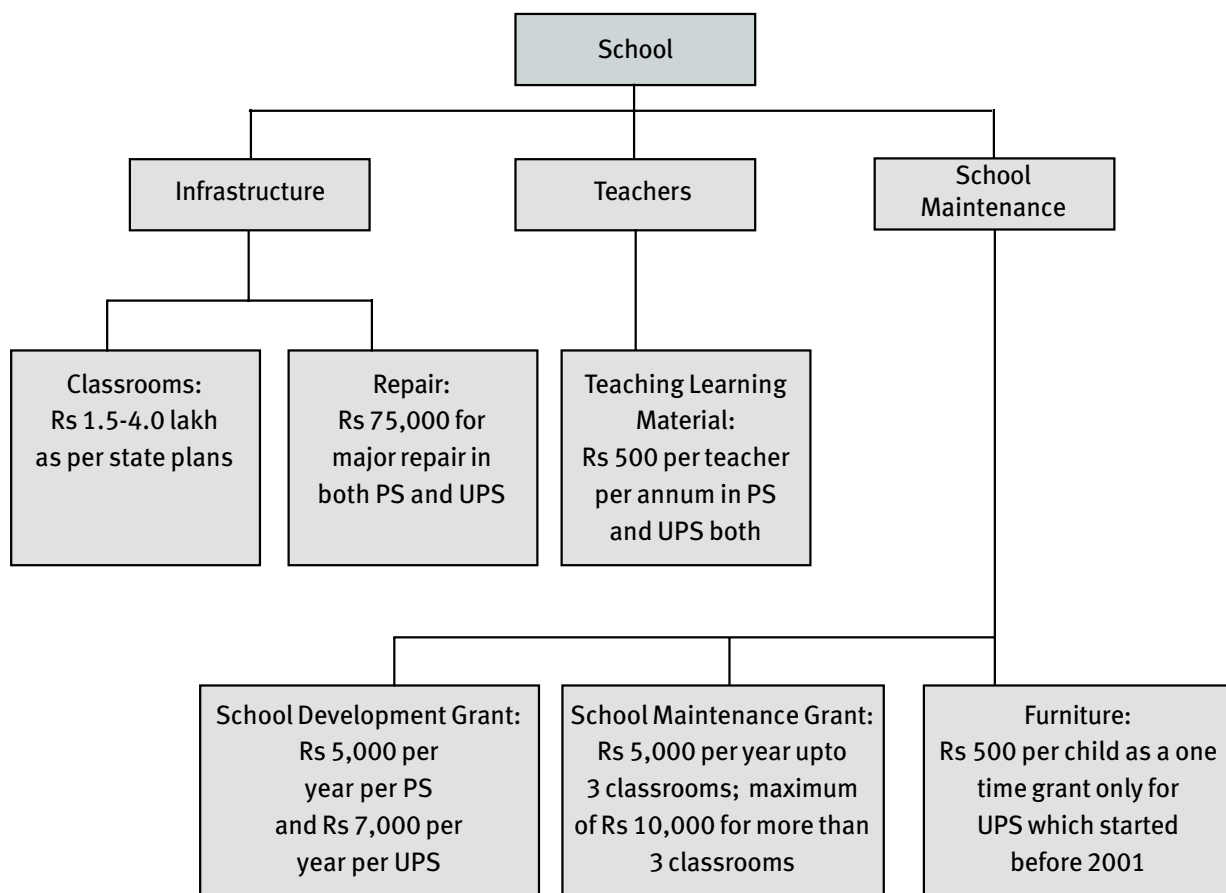 School
Infrastructure
Teachers
School
Maintenance
Classrooms:
Rs 1.5-4.0 lakh
as per state plans
Repair:
Rs 75,000 for
major repair in
both PS and UPS
Teaching Learning
Material:
Rs 500 per teacher
per annum in PS
and UPS both
School Development Grant:
Rs 5,000 per
year per PS
and Rs 7,000 per
year per UPS
School Maintenance Grant:
Rs 5,000 per year upto
3 classrooms; maximum
of Rs 10,000 for more than
3 classrooms
Furniture:
Rs 500 per child as a one
time grant only for
UPS which started
before 2001